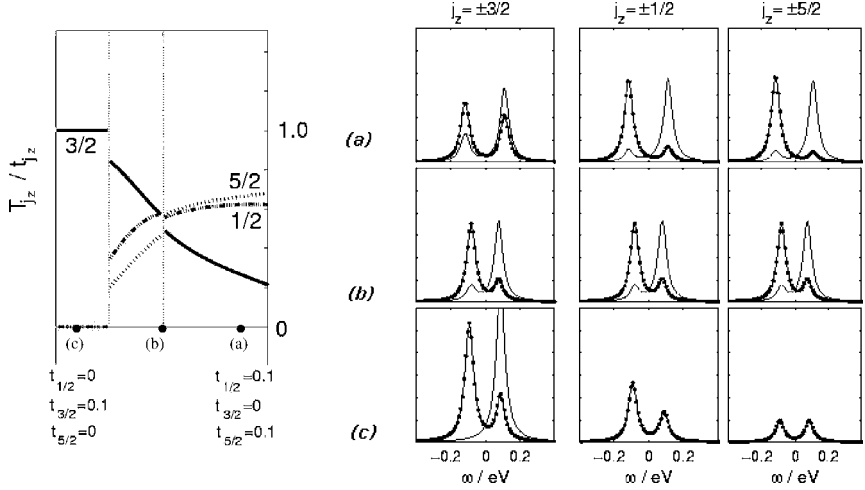 T̄_{j_z} / t_{j_z}
3/2
5/2
1/2
1.0
0
(c) (b) (a)
t_{1/2}=0
t_{3/2}=0.1
t_{5/2}=0
t_{1/2}=0.1
t_{3/2}=0
t_{5/2}=0.1
j_z = ±3/2
j_z = ±1/2
j_z = ±5/2
(a)
(b)
(c)
−0.2 0 0.2
−0.2 0 0.2
−0.2 0 0.2
ω / eV
ω / eV
ω / eV